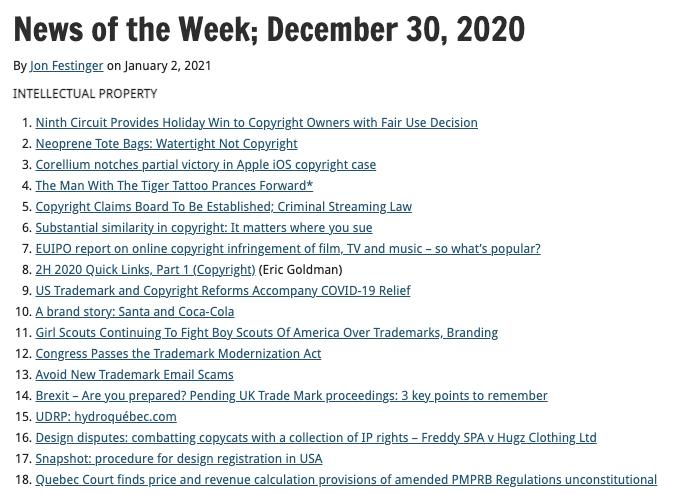 News of the Week; December 30, 2020
By Jon Festinger on January 2, 2021
INTELLECTUAL PROPERTY
1. Ninth Circuit Provides Holiday Win to Copyright Owners with Fair Use Decision
2. Neoprene Tote Bags: Watertight Not Copyright
3. Corellium notches partial victory in Apple iOS copyright case
4. The Man With The Tiger Tattoo Prances Forward*
5. Copyright Claims Board To Be Established; Criminal Streaming Law
6. Substantial similarity in copyright: It matters where you sue
7. EUIPO report on online copyright infringement of film, TV and music – so what's popular?
8. 2H 2020 Quick Links, Part 1 (Copyright) (Eric Goldman)
9. US Trademark and Copyright Reforms Accompany COVID-19 Relief
10. A brand story: Santa and Coca-Cola
11. Girl Scouts Continuing To Fight Boy Scouts Of America Over Trademarks, Branding
12. Congress Passes the Trademark Modernization Act
13. Avoid New Trademark Email Scams
14. Brexit – Are you prepared? Pending UK Trade Mark proceedings: 3 key points to remember
15. UDRP: hydroquébec.com
16. Design disputes: combatting copycats with a collection of IP rights – Freddy SPA v Hugz Clothing Ltd
17. Snapshot: procedure for design registration in USA
18. Quebec Court finds price and revenue calculation provisions of amended PMPRB Regulations unconstitutional